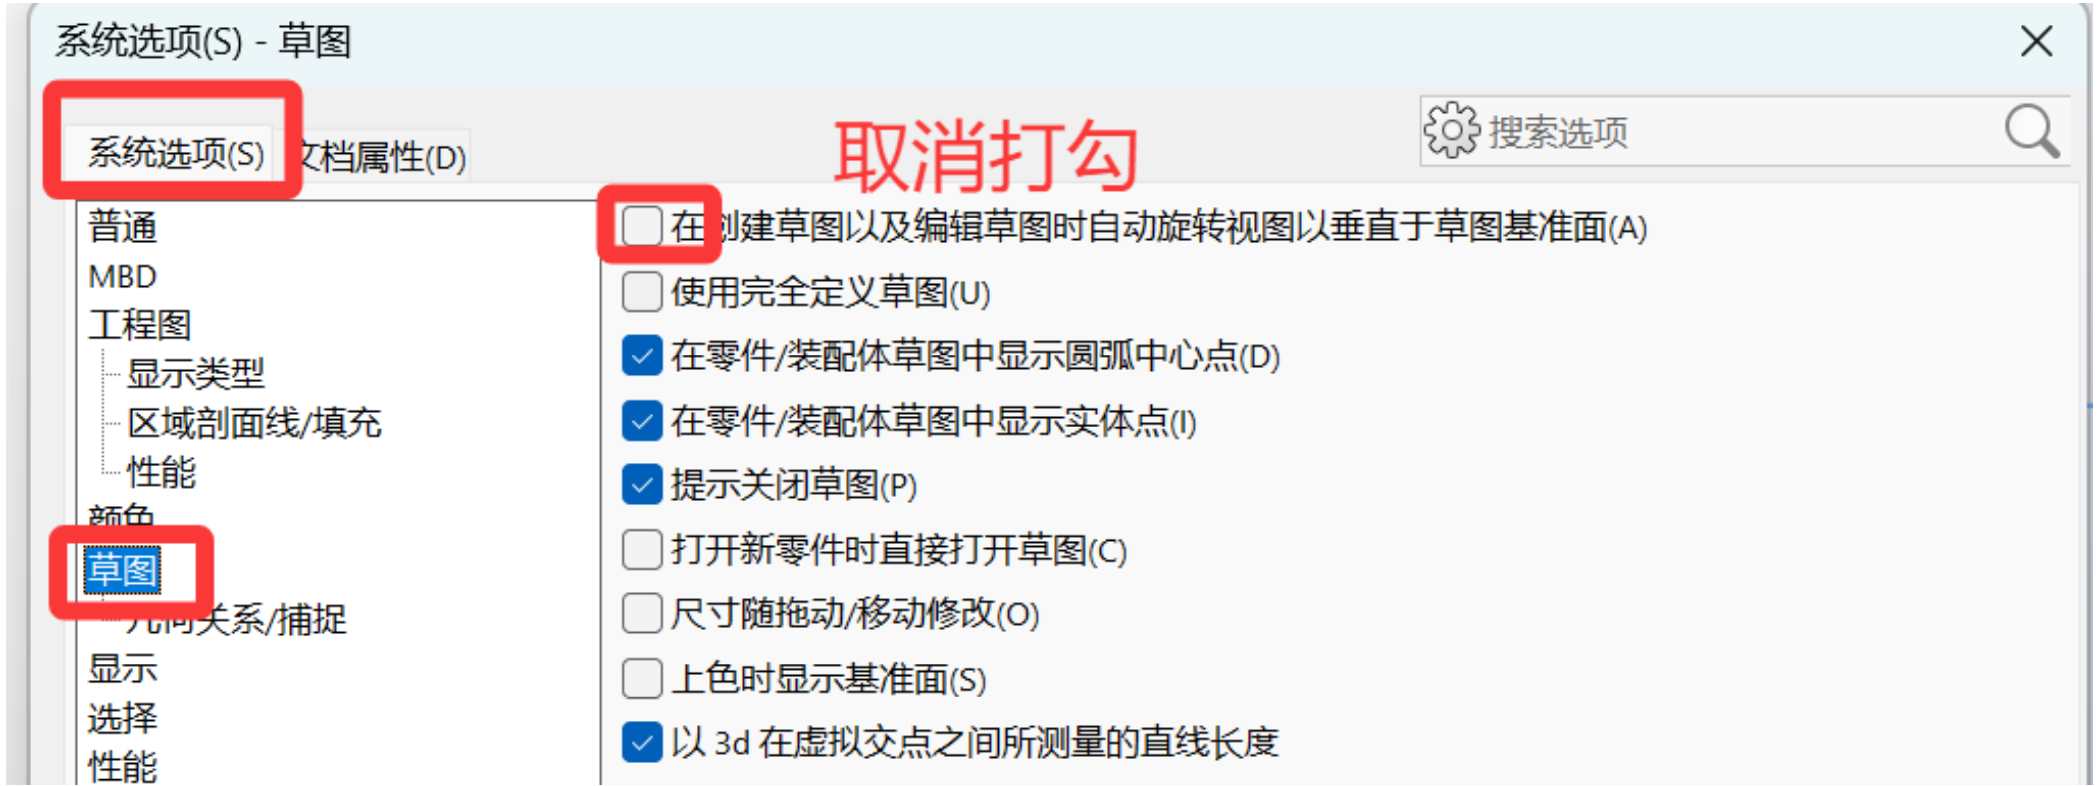 系统选项(S) - 草图
系统选项(S)
文档属性(D)
取消打勾
搜索选项
普通
MBD
工程图
显示类型
区域剖面线/填充
性能
颜色
草图
几何关系/捕捉
显示
选择
性能
在创建草图以及编辑草图时自动旋转视图以垂直于草图基准面(A)
使用完全定义草图(U)
在零件/装配体草图中显示圆弧中心点(D)
在零件/装配体草图中显示实体点(I)
提示关闭草图(P)
打开新零件时直接打开草图(C)
尺寸随拖动/移动修改(O)
上色时显示基准面(S)
以 3d 在虚拟交点之间所测量的直线长度